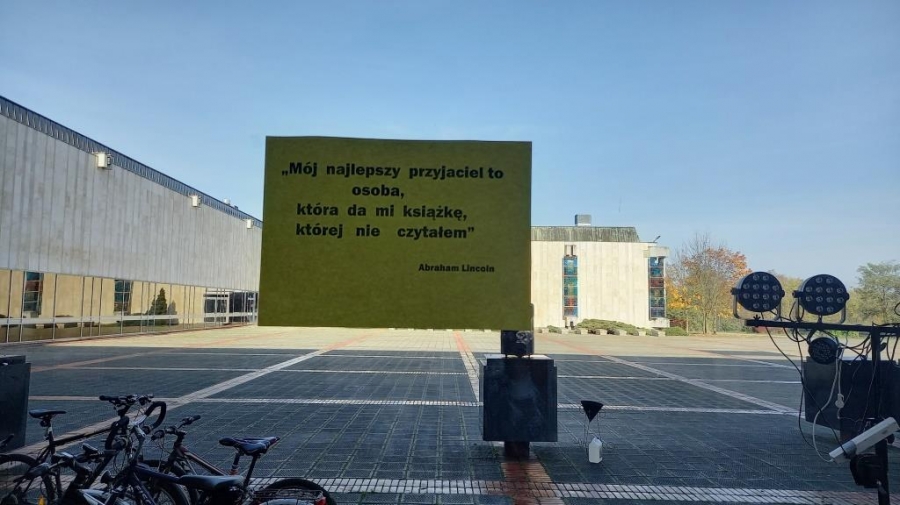 „Mój najlepszy przyjaciel to
osoba,
która da mi książkę,
której nie czytałem”
Abraham Lincoln